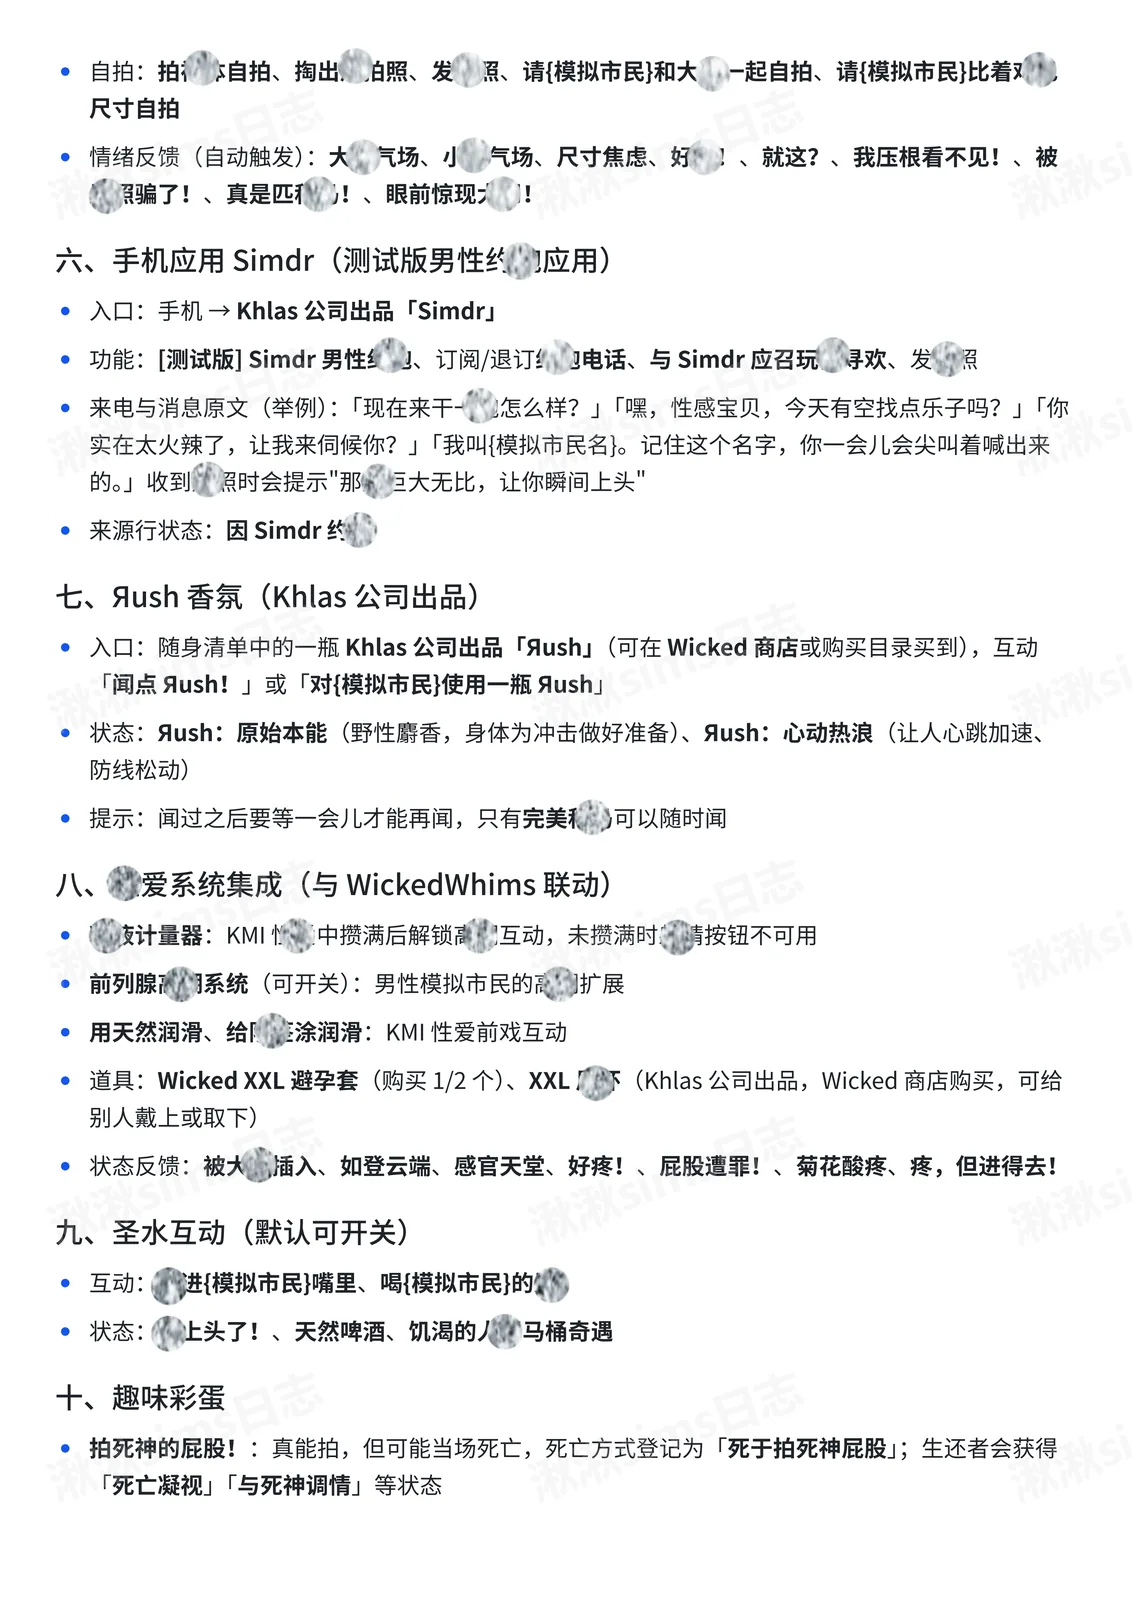 自拍：拍 自拍、掏出 拍照、发 照、请{模拟市民}和大 一起自拍、请{模拟市民}比着
尺寸自拍
情绪反馈（自动触发）：大 气场、小 气场、尺寸焦虑、好 ！、就这？、我压根看不见！、被
照骗了！、真是匹 ！、眼前惊现大 ！
六、手机应用 Simdr（测试版男性约 应用）
入口：手机 → Khlas 公司出品「Simdr」
功能：[测试版] Simdr 男性 、订阅/退订 电话、与 Simdr 应召玩 寻欢、发 照
来电与消息原文（举例）：「现在来干一 怎么样？」「嘿，性感宝贝，今天有空找点乐子吗？」「你
实在太火辣了，让我来伺候你？」「我叫{模拟市民名}。记住这个名字，你一会儿会尖叫着喊出来
的。」收到 照时会提示"那 巨大无比，让你瞬间上头"
来源行状态：因 Simdr 约
七、Яush 香氛（Khlas 公司出品）
入口：随身清单中的一瓶 Khlas 公司出品「Яush」（可在 Wicked 商店或购买目录买到），互动
「闻点 Яush！」或「对{模拟市民}使用一瓶 Яush」
状态：Яush：原始本能（野性麝香，身体为冲击做好准备）、Яush：心动热浪（让人心跳加速、
防线松动）
提示：闻过之后要等一会儿才能再闻，只有完美 可以随时闻
八、 爱系统集成（与 WickedWhims 联动）
液计量器：KMI 性 中攒满后解锁高 互动，未攒满时 按钮不可用
前列腺高 系统（可开关）：男性模拟市民的高 扩展
用天然润滑、给 涂润滑：KMI 性爱前戏互动
道具：Wicked XXL 避孕套（购买 1/2 个）、XXL 环（Khlas 公司出品，Wicked 商店购买，可给
别人戴上或取下）
状态反馈：被大 插入、如登云端、感官天堂、好疼！、屁股遭罪！、菊花酸疼、疼，但进得去！
九、圣水互动（默认可开关）
互动： 进{模拟市民}嘴里、喝{模拟市民}的
状态： 上头了！、天然啤酒、饥渴的人 马桶奇遇
十、趣味彩蛋
拍死神的屁股！：真能拍，但可能当场死亡，死亡方式登记为「死于拍死神屁股」；生还者会获得
「死亡凝视」「与死神调情」等状态
湫湫sims日志